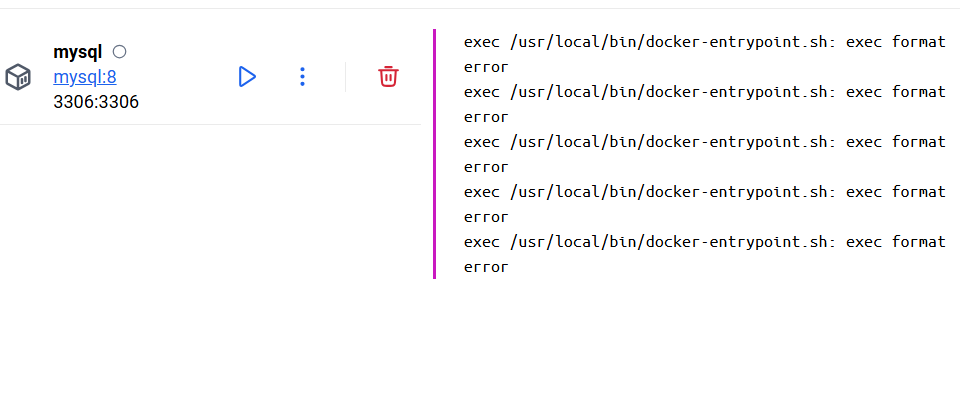 mysql
mysql:8
3306:3306
exec /usr/local/bin/docker-entrypoint.sh: exec format
error
exec /usr/local/bin/docker-entrypoint.sh: exec format
error
exec /usr/local/bin/docker-entrypoint.sh: exec format
error
exec /usr/local/bin/docker-entrypoint.sh: exec format
error
exec /usr/local/bin/docker-entrypoint.sh: exec format
error